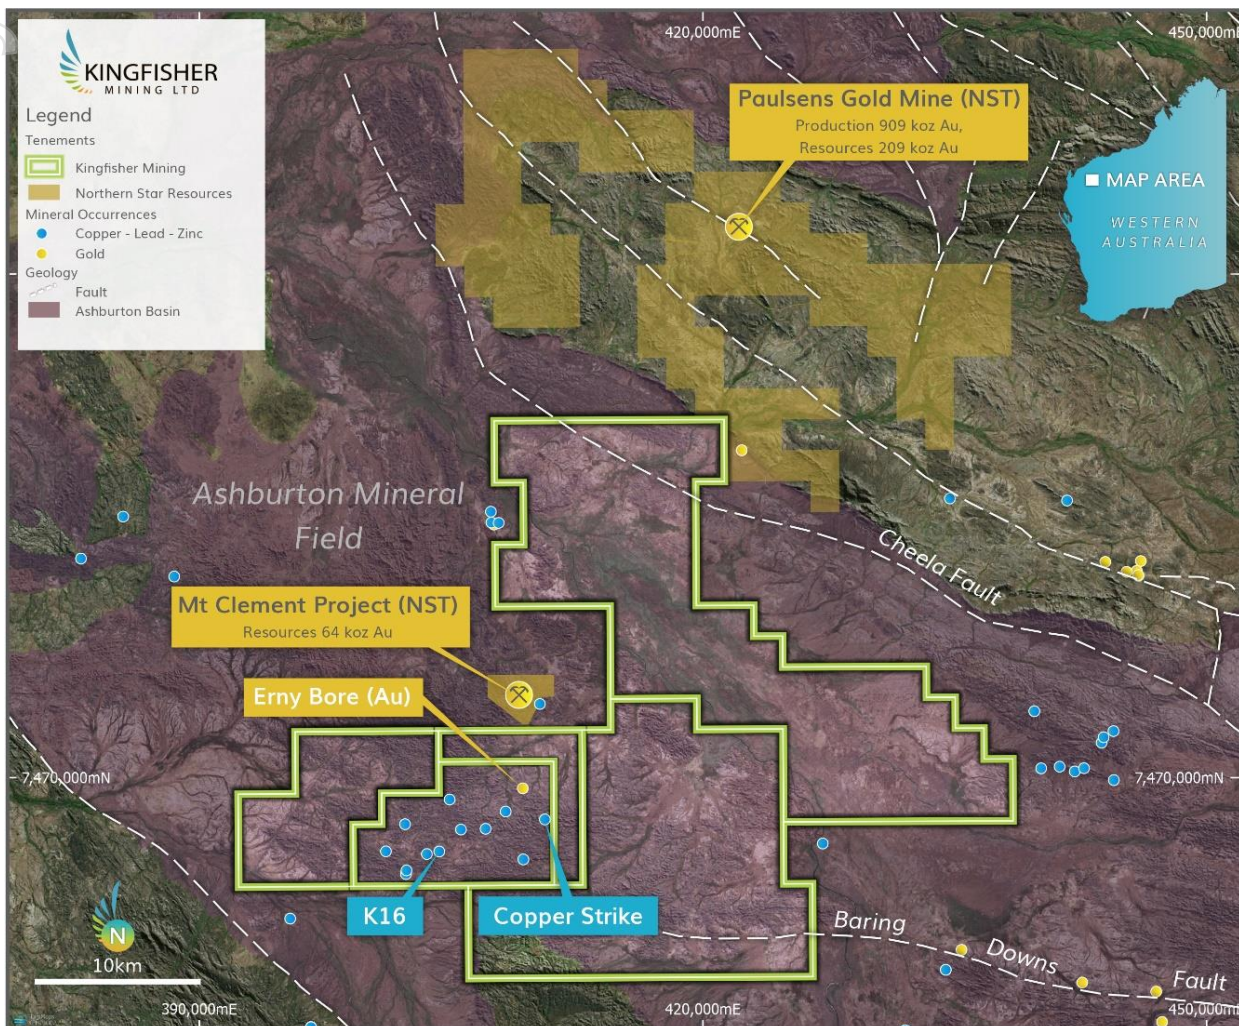 420,000mE
450,000mE
KINGFISHER
MINING LTD
Legend
Tenements
Kingfisher Mining
Northern Star Resources
Mineral Occurrences
Copper - Lead - Zinc
Gold
Geology
Fault
Ashburton Basin
Paulsens Gold Mine (NST)
Production 909 koz Au,
Resources 209 koz Au
MAP AREA
WESTERN
AUSTRALIA
Ashburton Mineral
Field
Cheela Fault
Mt Clement Project (NST)
Resources 64 koz Au
Erny Bore (Au)
7,470,000mN
7,470,000mN
K16
Copper Strike
Baring
Downs
Fault
N
10km
390,000mE
420,000mE
450,000mE